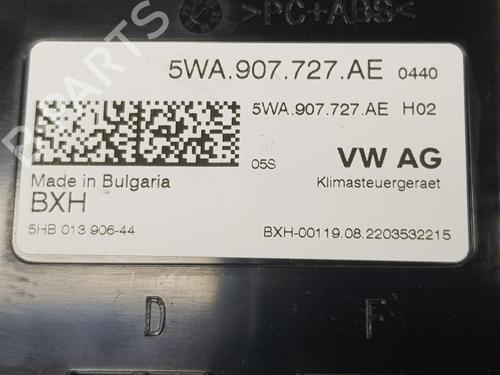 >PC+ABS<
5WA.907.727.AE 0440
5WA.907.727.AE H02
05S VW AG
Made in Bulgaria Klimasteuergeraet
BXH
5HB 013.906-44 BXH-00119.08.2203532215
D F
B-PARTS